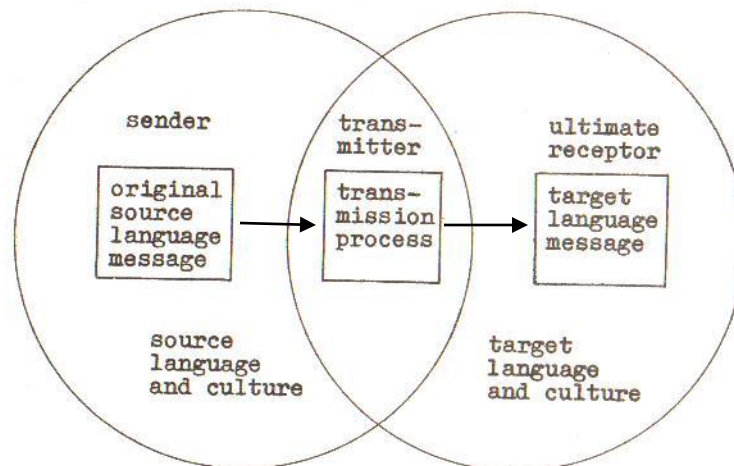 sender
original
source
language
message
source
language
and culture
trans-
mitter
trans-
mission
process
ultimate
receptor
target
language
message
target
language
and culture